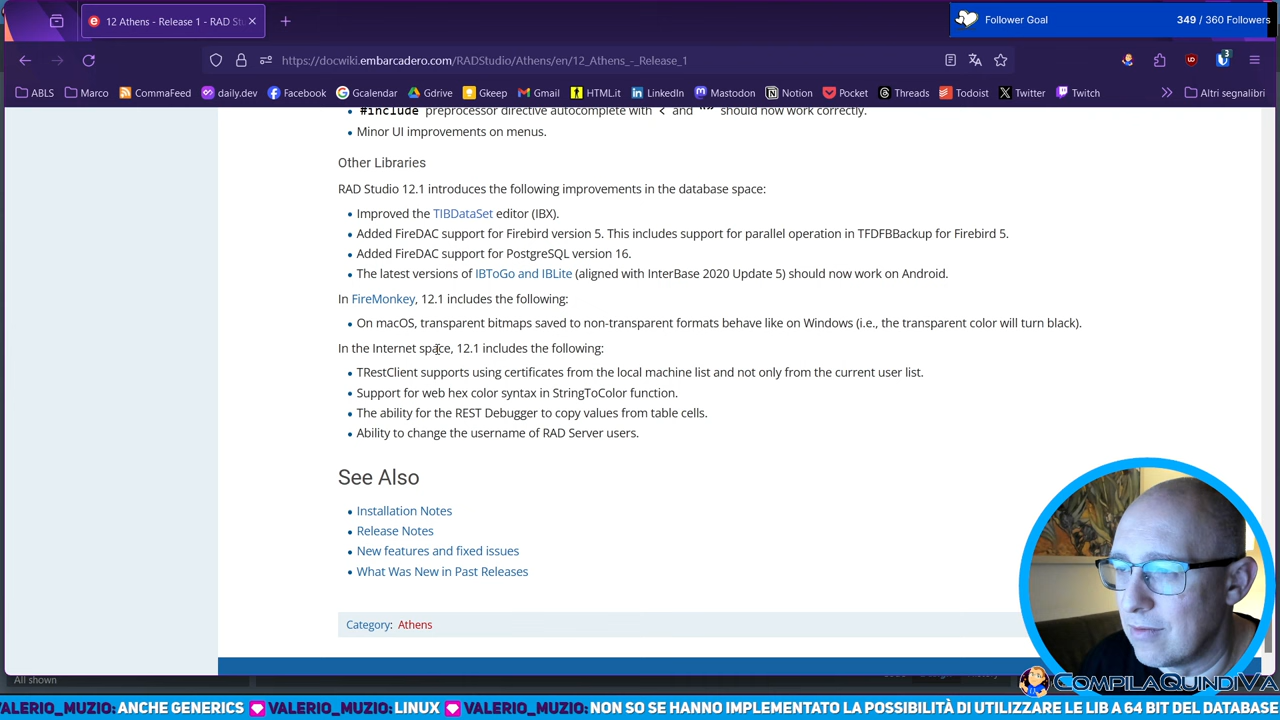 12 Athens - Release 1 - RAD Stu
Follower Goal
349 / 360 Followers
https://docwiki.embarcadero.com/RADStudio/Athens/en/12_Athens_-_Release_1
3
ABLS
Marco
CommaFeed
daily.dev
Facebook
Gcalendar
Gdrive
Gkeep
Gmail
HTML.it
LinkedIn
Mastodon
Notion
Pocket
Threads
Todoist
Twitter
Twitch
Altri segnalibri
#include preprocessor directive autocomplete with < and "" should now work correctly.
Minor UI improvements on menus.
Other Libraries
RAD Studio 12.1 introduces the following improvements in the database space:
Improved the TIBDataSet editor (IBX).
Added FireDAC support for Firebird version 5. This includes support for parallel operation in TFDFBBackup for Firebird 5.
Added FireDAC support for PostgreSQL version 16.
The latest versions of IBToGo and IBLite (aligned with InterBase 2020 Update 5) should now work on Android.
In FireMonkey, 12.1 includes the following:
On macOS, transparent bitmaps saved to non-transparent formats behave like on Windows (i.e., the transparent color will turn black).
In the Internet space, 12.1 includes the following:
TRestClient supports using certificates from the local machine list and not only from the current user list.
Support for web hex color syntax in StringToColor function.
The ability for the REST Debugger to copy values from table cells.
Ability to change the username of RAD Server users.
See Also
Installation Notes
Release Notes
New features and fixed issues
What Was New in Past Releases
Category: Athens
All shown
CompilaQuindiVa
VALERIO_MUZIO: ANCHE GENERICS VALERIO_MUZIO: LINUX VALERIO_MUZIO: NON SO SE HANNO IMPLEMENTATO LA POSSIBILITÀ DI UTILIZZARE LE LIB A 64 BIT DEL DATABASE